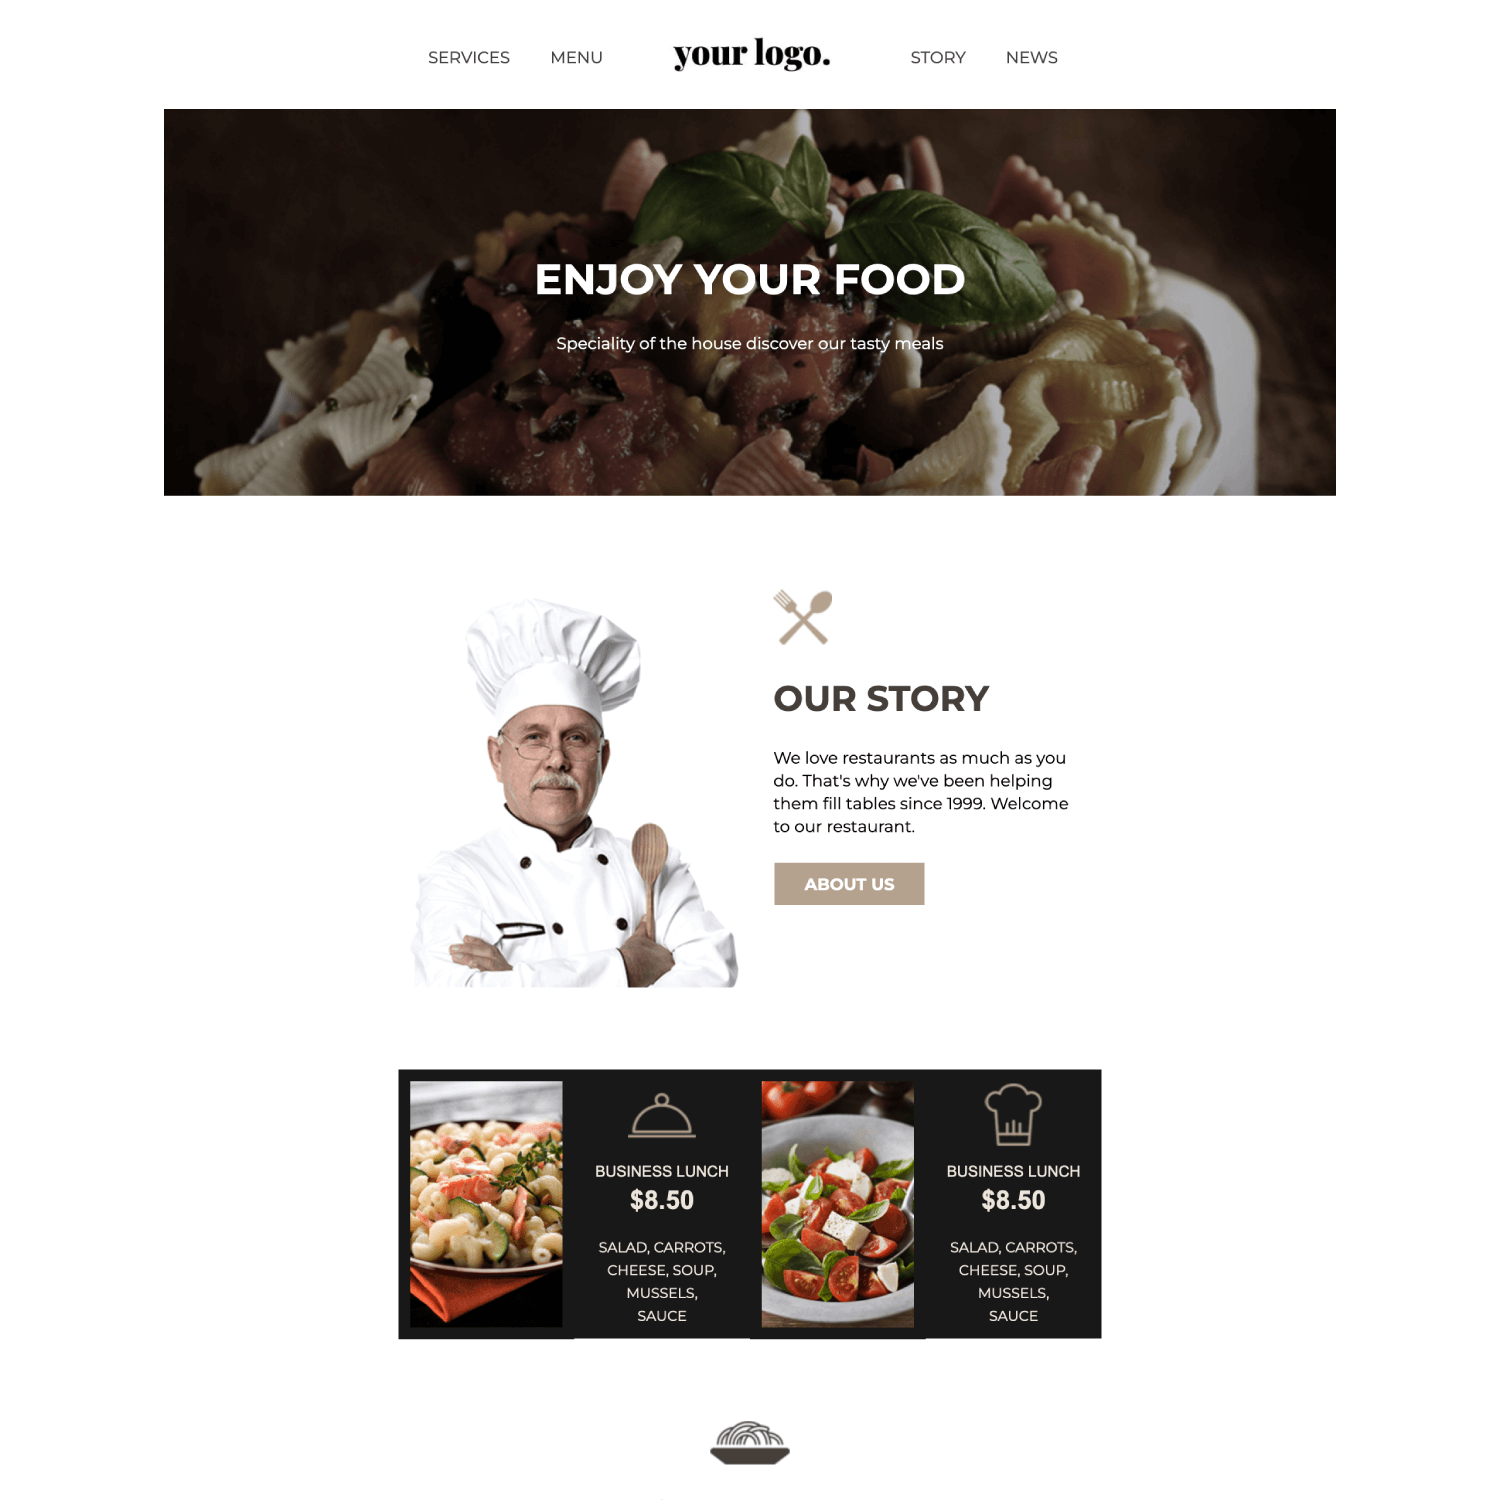 SERVICES MENU your logo. STORY NEWS
ENJOY YOUR FOOD
Speciality of the house discover our tasty meals
OUR STORY
We love restaurants as much as you
do. That's why we've been helping
them fill tables since 1999. Welcome
to our restaurant.
ABOUT US
BUSINESS LUNCH
$8.50
SALAD, CARROTS,
CHEESE, SOUP,
MUSSELS,
SAUCE
BUSINESS LUNCH
$8.50
SALAD, CARROTS,
CHEESE, SOUP,
MUSSELS,
SAUCE